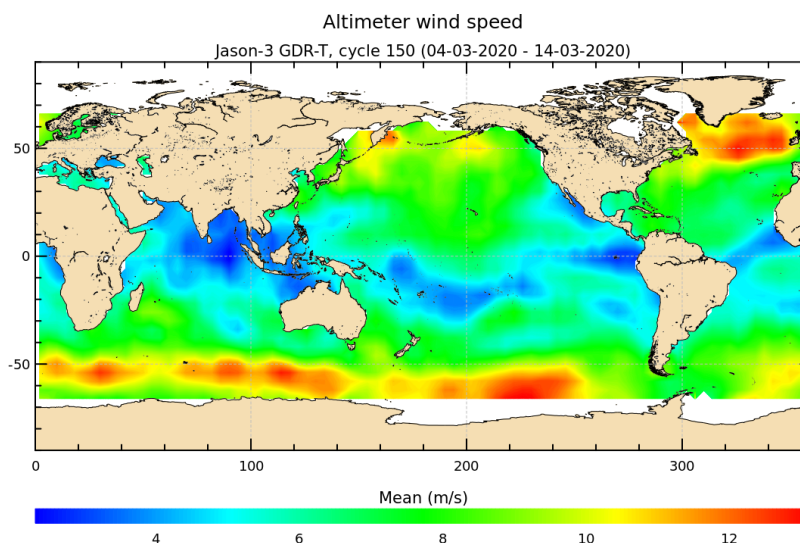 Altimeter wind speed
Jason-3 GDR-T, cycle 150 (04-03-2020 - 14-03-2020)
50
0
-50
0 100 200 300
Mean (m/s)
4 6 8 10 12